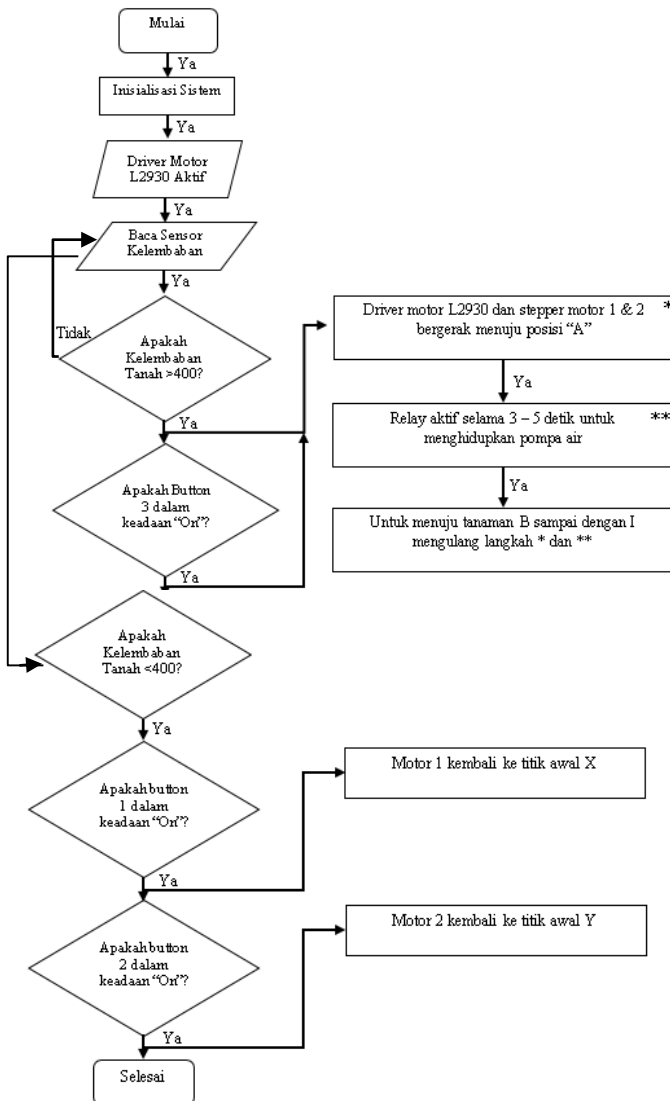 Mulai
Ya
Inisialisasi Sistem
Ya
Driver Motor
L2930 Aktif
Ya
Baca Sensor
Kelembaban
Ya
Tidak
Apakah
Kelembaban
Tanah >400?
Ya
Driver motor L2930 dan stepper motor 1 & 2 *
bergerak menuju posisi “A”
Ya
Relay aktif selama 3 – 5 detik untuk **
menghidupkan pompa air
Ya
Untuk menuju tanaman B sampai dengan I
mengulang langkah * dan **
Apakah Button
3 dalam
keadaan “On”?
Ya
Apakah
Kelembaban
Tanah <400?
Ya
Apakah button
1 dalam
keadaan “On”?
Motor 1 kembali ke titik awal X
Ya
Apakah button
2 dalam
keadaan “On”?
Motor 2 kembali ke titik awal Y
Ya
Selesai